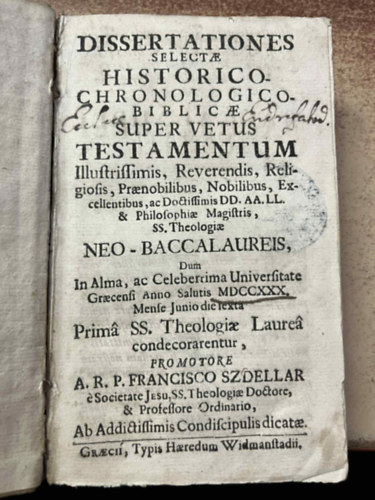 DISSERTATIONES
SELECTÆ
HISTORICO-
CHRONOLOGICO-
BIBLICÆ
SUPER VETUS
TESTAMENTUM
Illustrissimis, Reverendis, Reli-
giosis, Prænobilibus, Nobilibus, Ex-
cellentibus, ac Doctissimis DD. AA. LL.
& Philosophiæ Magistris,
SS. Theologiæ
NEO-BACCALAUREIS,
Dum
In Alma, ac Celeberrima Universitate
Græcensi Anno Salutis MDCCXXX.
Mense Junio die sexta
Primâ SS. Theologiæ Laureâ
condecorarentur,
PROMOTORE
A. R. P. FRANCISCO SZDELLAR
è Societate Jesu, SS. Theologiæ Doctore,
& Professore Ordinario,
Ab Addictissimis Condiscipulis dicatæ.
GRÆCII, Typis Hæredum Widmanstadii,